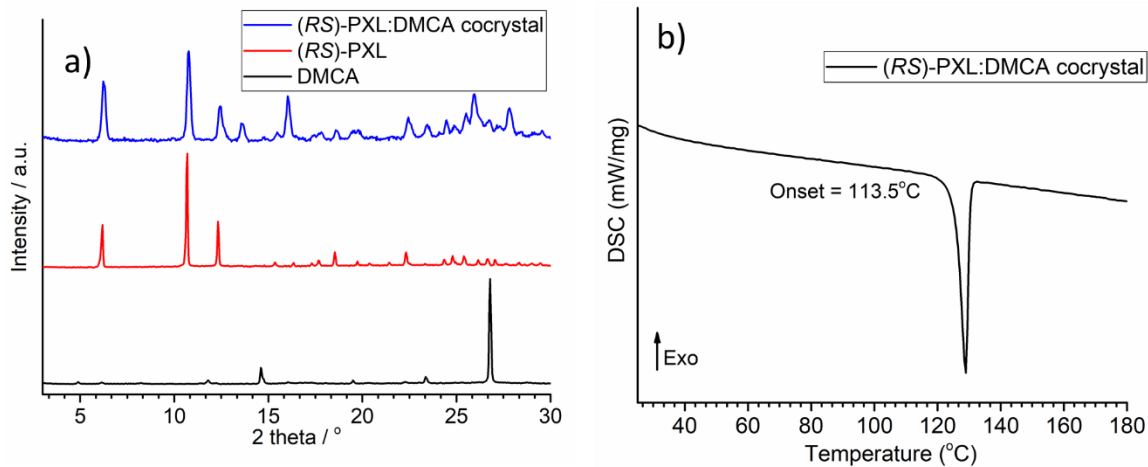 a)
(RS)-PXL:DMCA cocrystal
(RS)-PXL
DMCA
Intensity / a.u.
5 10 15 20 25 30
2 theta / °
b)
(RS)-PXL:DMCA cocrystal
DSC (mW/mg)
Onset = 113.5°C
Exo
40 60 80 100 120 140 160 180
Temperature (°C)